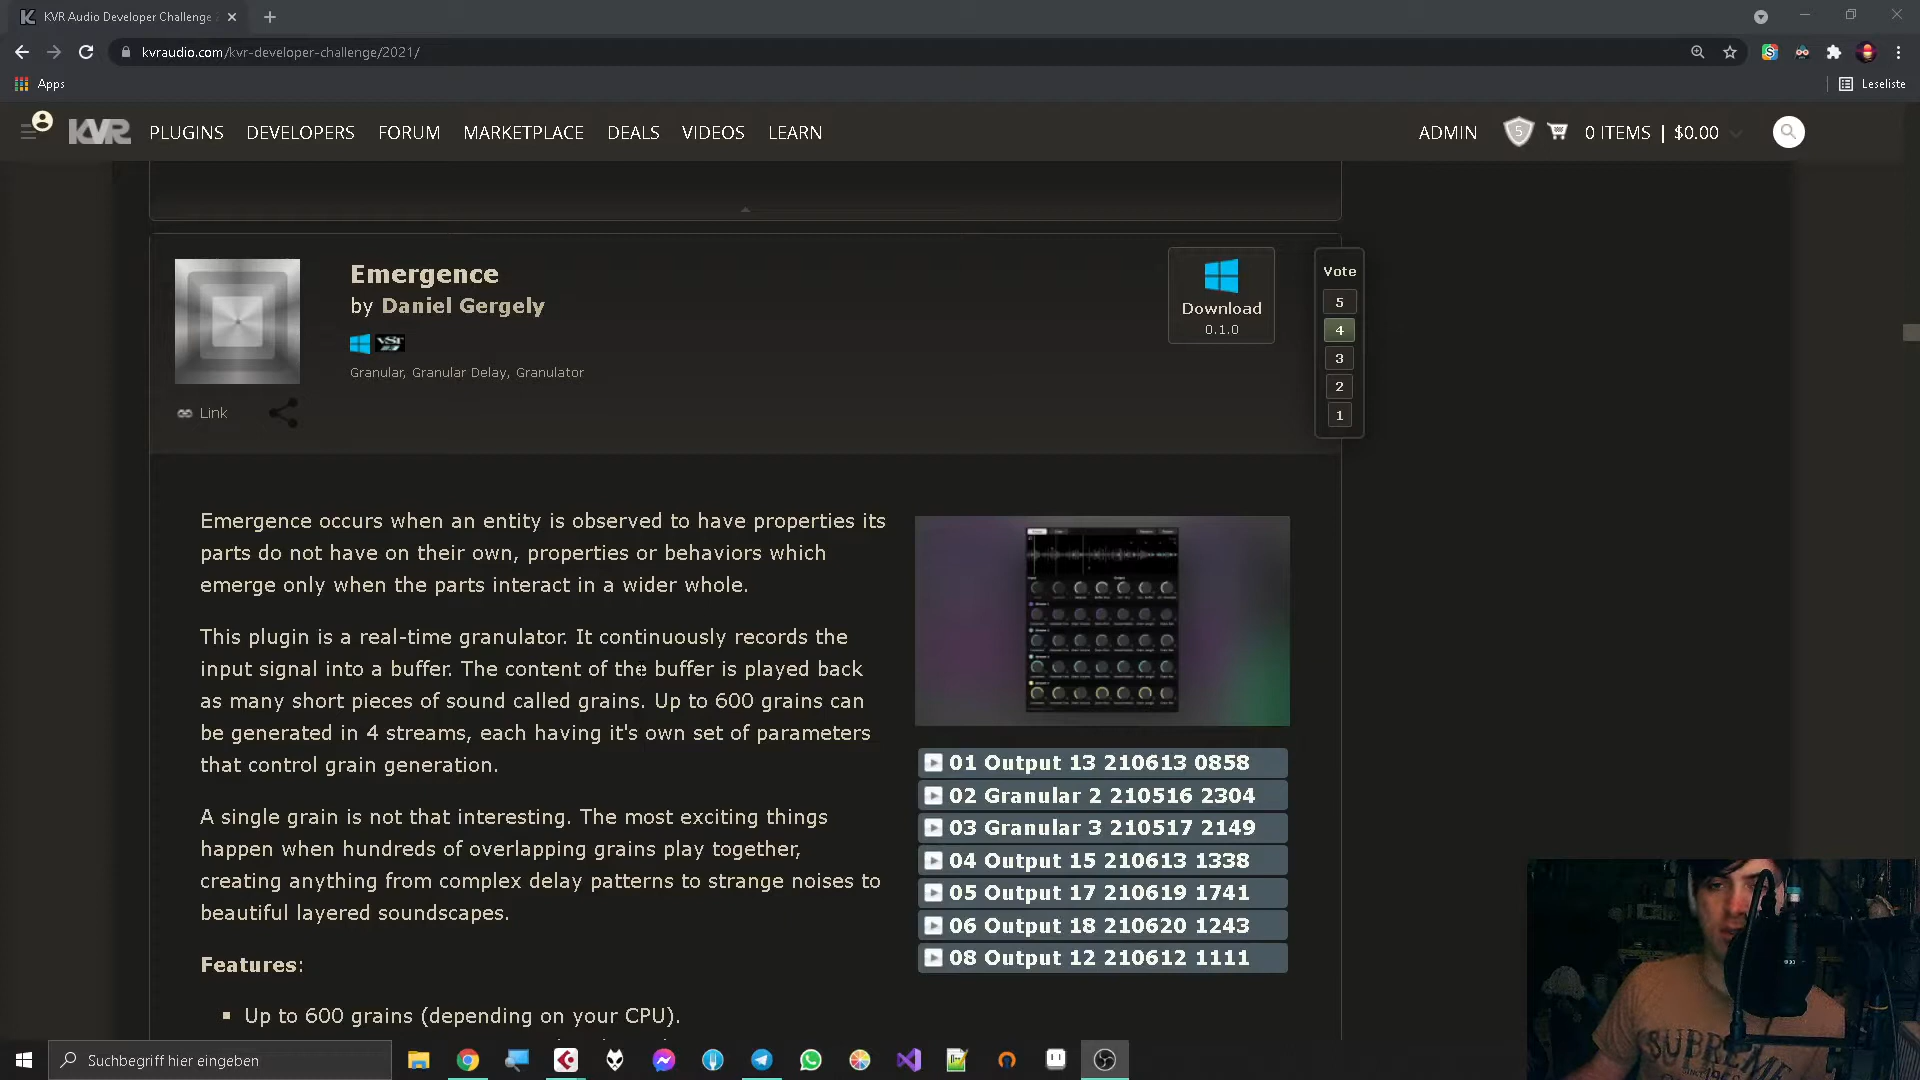 KVR Audio Developer Challenge
kvraudio.com/kvr-developer-challenge/2021/
Apps
Leseliste
KVR PLUGINS DEVELOPERS FORUM MARKETPLACE DEALS VIDEOS LEARN
ADMIN 5 0 ITEMS | $0.00
Emergence
by Daniel Gergely
VST
Granular, Granular Delay, Granulator
Link
Download
0.1.0
Vote
5
4
3
2
1
Emergence occurs when an entity is observed to have properties its
parts do not have on their own, properties or behaviors which
emerge only when the parts interact in a wider whole.
This plugin is a real-time granulator. It continuously records the
input signal into a buffer. The content of the buffer is played back
as many short pieces of sound called grains. Up to 600 grains can
be generated in 4 streams, each having it's own set of parameters
that control grain generation.
A single grain is not that interesting. The most exciting things
happen when hundreds of overlapping grains play together,
creating anything from complex delay patterns to strange noises to
beautiful layered soundscapes.
Features:
Up to 600 grains (depending on your CPU).
01 Output 13 210613 0858
02 Granular 2 210516 2304
03 Granular 3 210517 2149
04 Output 15 210613 1338
05 Output 17 210619 1741
06 Output 18 210620 1243
08 Output 12 210612 1111
SUPREME
Suchbegriff hier eingeben